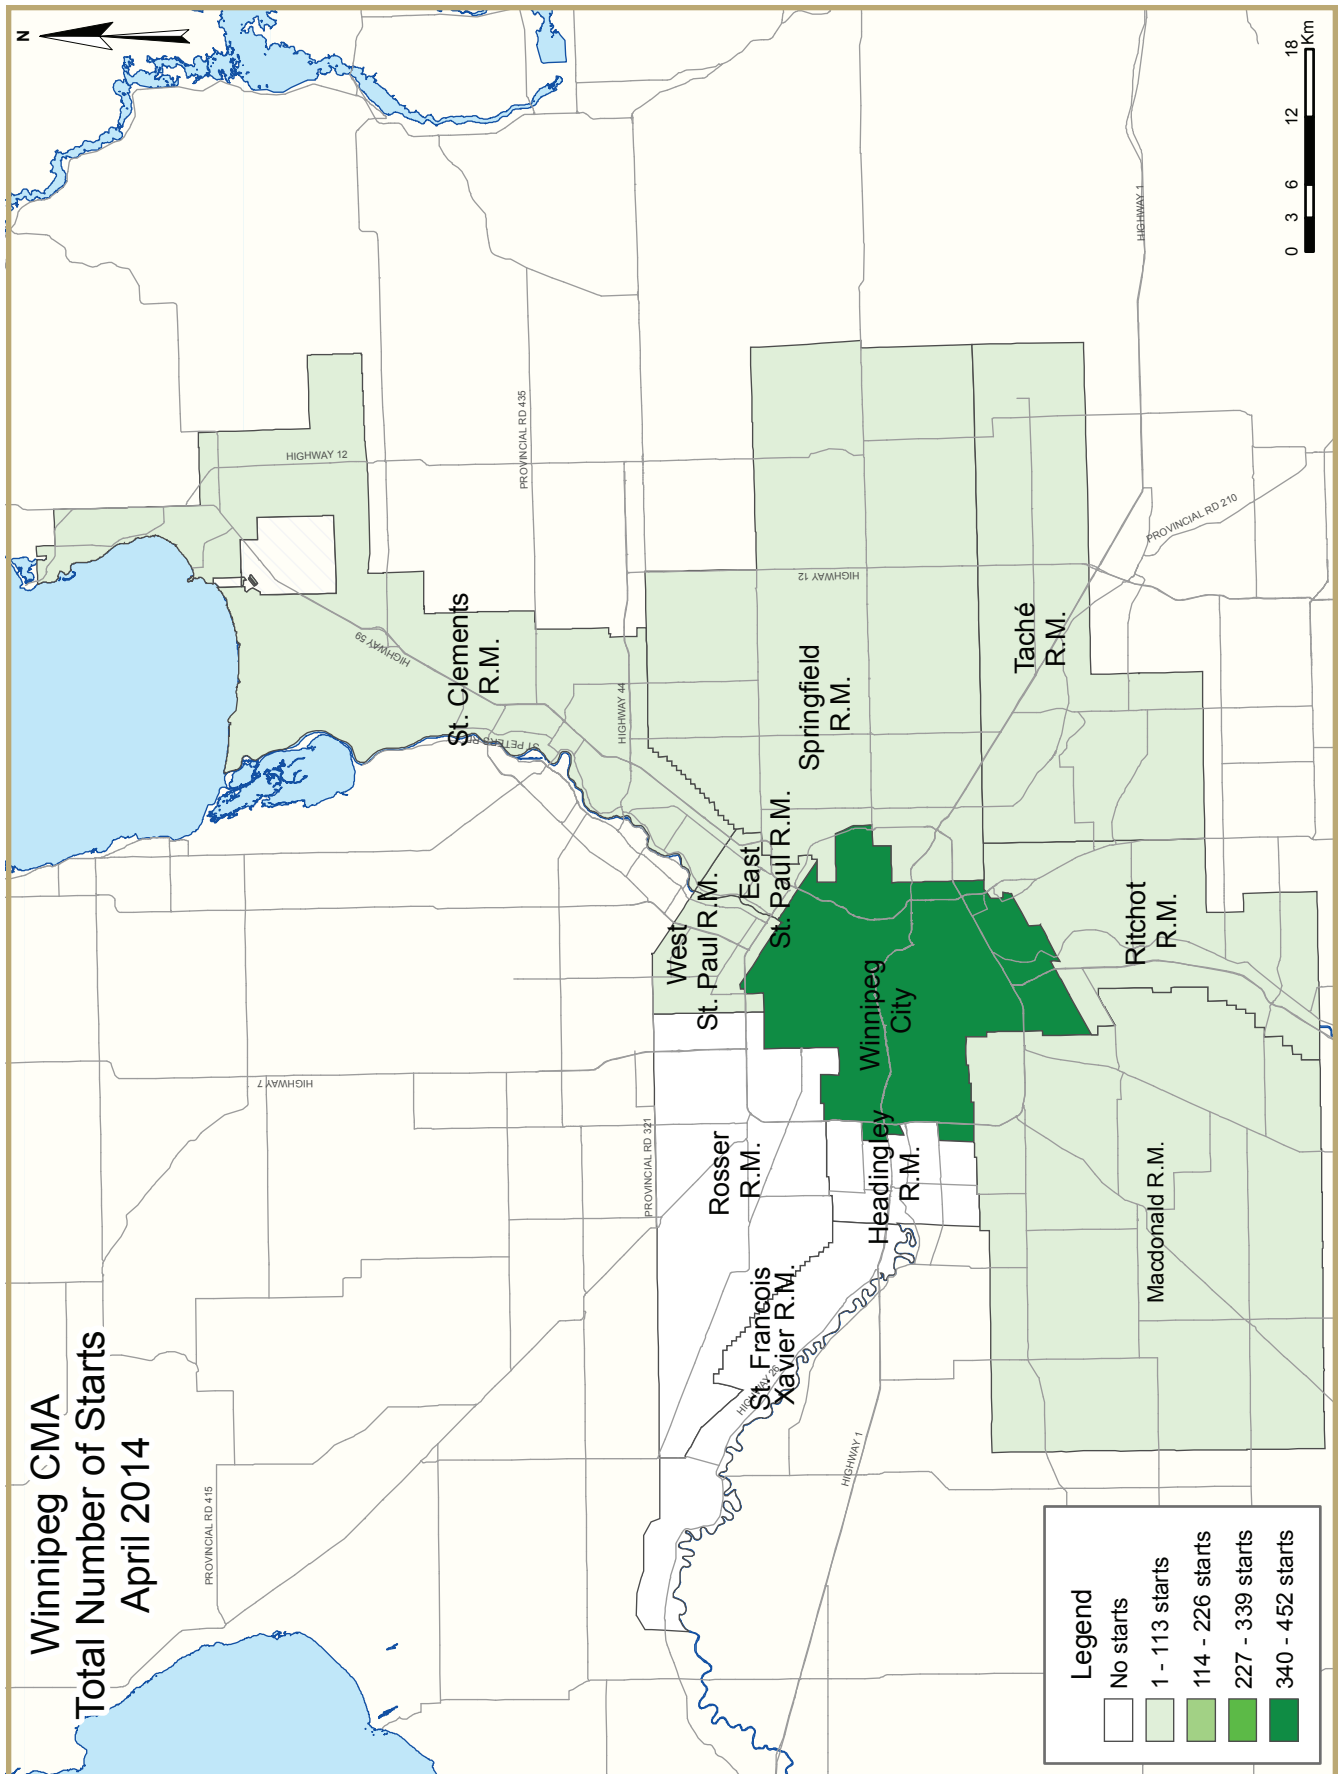 Winnipeg CMA
Total Number of Starts
April 2014
N
PROVINCIAL RD 415
HIGHWAY 7
HIGHWAY 59
HIGHWAY 12
PROVINCIAL RD 435
St. Clements
R.M.
ST PETERS RD
HIGHWAY 44
PROVINCIAL RD 321
West
St. Paul R.M.
East
St. Paul R.M.
Rosser
R.M.
St. Francois
Xavier R.M.
HIGHWAY 26
Springfield
R.M.
HIGHWAY 12
Winnipeg
City
Headingley
R.M.
HIGHWAY 1
Taché
R.M.
Ritchot
R.M.
Macdonald R.M.
HIGHWAY 1
PROVINCIAL RD 210
Legend
No starts
1 - 113 starts
114 - 226 starts
227 - 339 starts
340 - 452 starts
0 3 6 12 18
Km